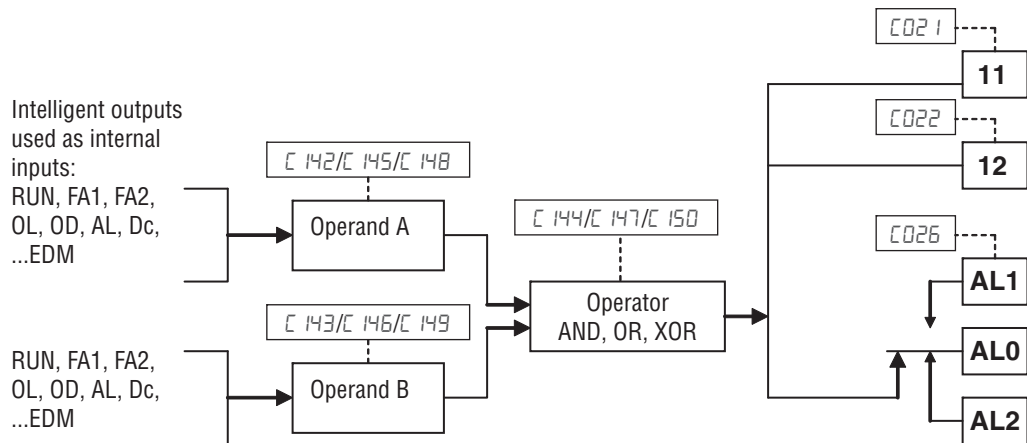 Intelligent outputs
used as internal
inputs:
RUN, FA1, FA2,
OL, OD, AL, Dc,
...EDM
RUN, FA1, FA2,
OL, OD, AL, Dc,
...EDM
C142/C145/C148
Operand A
C143/C146/C149
Operand B
C144/C147/C150
Operator
AND, OR, XOR
C021
11
C022
12
C026
AL1
AL0
AL2